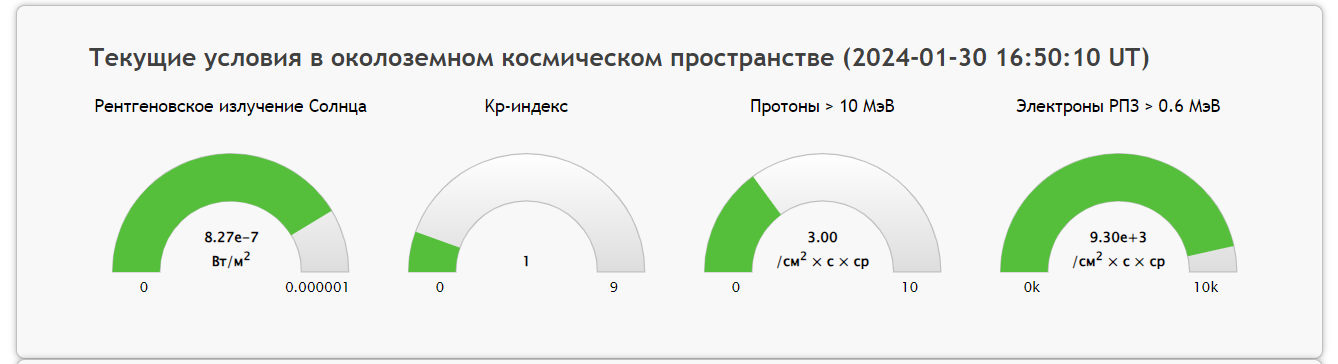 Текущие условия в околоземном космическом пространстве (2024-01-30 16:50:10 UT)
Рентгеновское излучение Солнца
Kp-индекс
Протоны > 10 МэВ
Электроны РПЗ > 0.6 МэВ
8.27e−7
Вт/м²
0
0.000001
1
0
9
3.00
/см² × с × ср
0
10
9.30e+3
/см² × с × ср
0k
10k